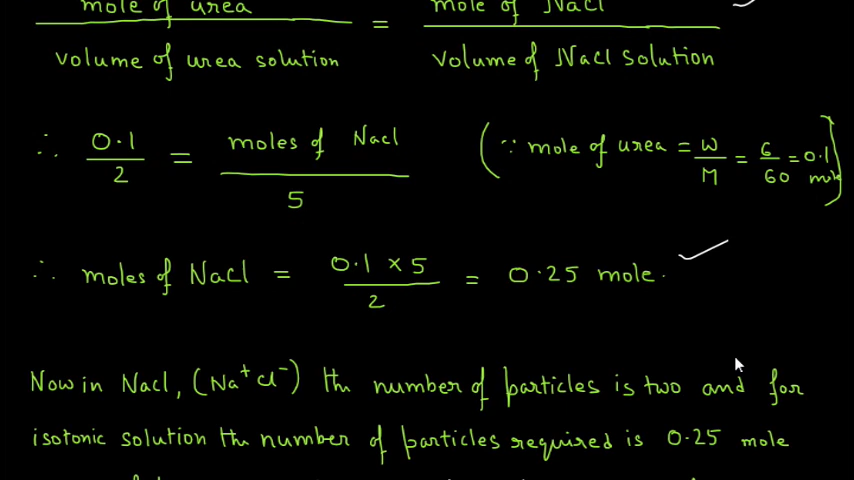 mole of urea / volume of urea solution = mole of NaCl / volume of NaCl solution
∴ 0.1 / 2 = moles of NaCl / 5 (∵ mole of urea = W / M = 6 / 60 = 0.1 mole)
∴ moles of NaCl = 0.1 × 5 / 2 = 0.25 mole.
Now in NaCl, (Na⁺ Cl⁻) the number of particles is two and for
isotonic solution the number of particles required is 0.25 mole